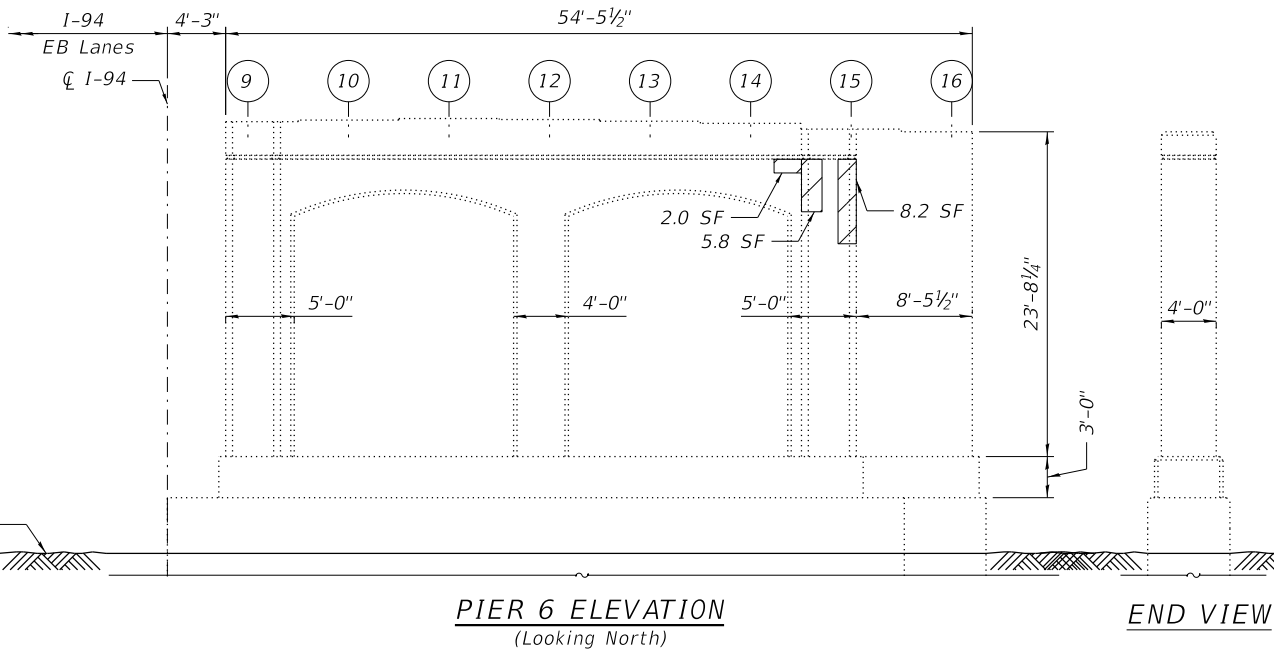 I-94
EB Lanes
4'-3"
54'-5½"
℄ I-94
9
10
11
12
13
14
15
16
2.0 SF
5.8 SF
8.2 SF
5'-0"
4'-0"
5'-0"
8'-5½"
23'-8¼"
3'-0"
4'-0"
PIER 6 ELEVATION
(Looking North)
END VIEW